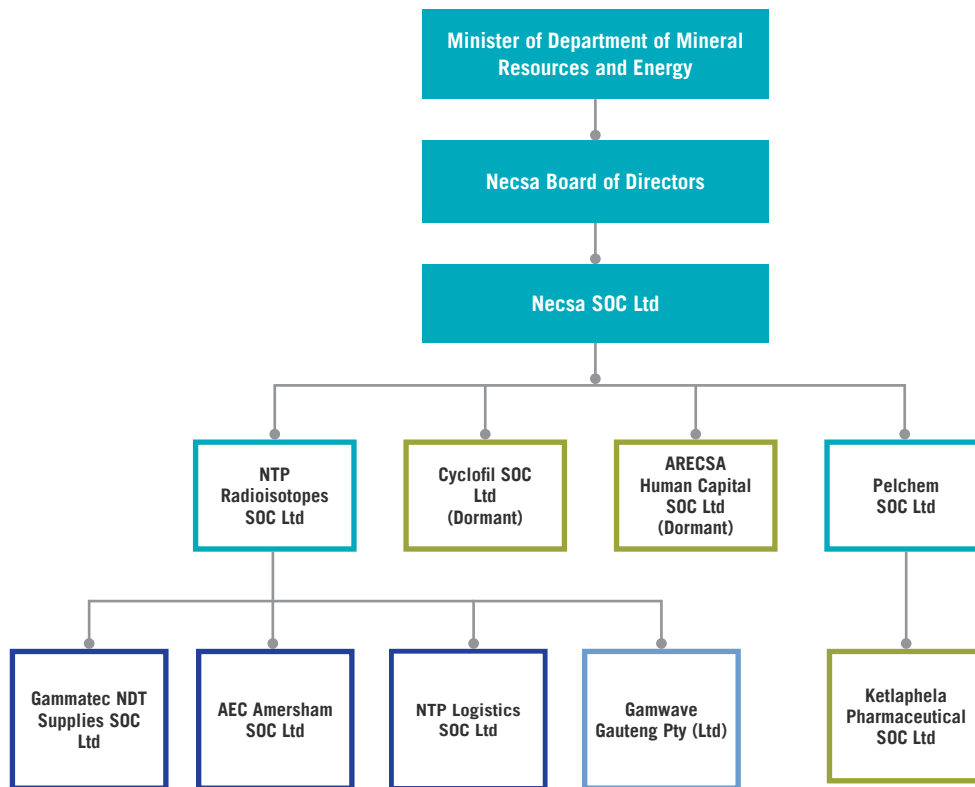 Minister of Department of Mineral
Resources and Energy
Necsa Board of Directors
Necsa SOC Ltd
NTP
Radioisotopes
SOC Ltd
Cyclofil SOC
Ltd
(Dormant)
ARECSA
Human Capital
SOC Ltd
(Dormant)
Pelchem
SOC Ltd
Gammatec NDT
Supplies SOC
Ltd
AEC Amersham
SOC Ltd
NTP Logistics
SOC Ltd
Gamwave
Gauteng Pty (Ltd)
Ketlaphela
Pharmaceutical
SOC Ltd